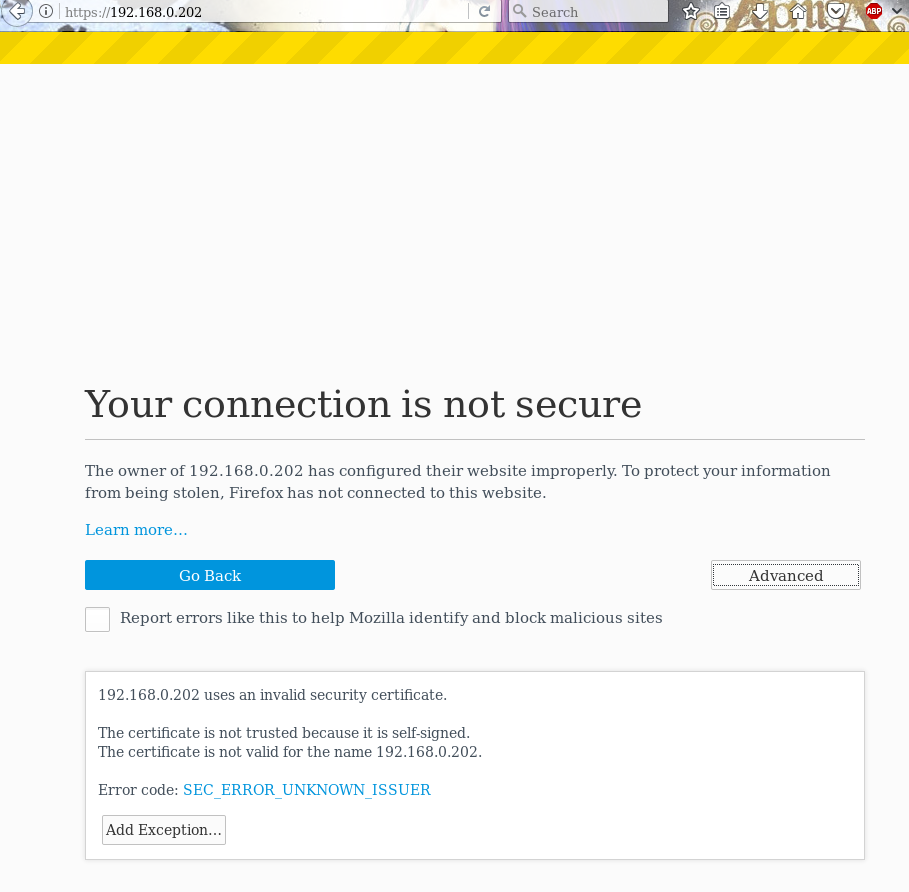 https://192.168.0.202
Search
ABP
Your connection is not secure
The owner of 192.168.0.202 has configured their website improperly. To protect your information
from being stolen, Firefox has not connected to this website.
Learn more...
Go Back
Advanced
Report errors like this to help Mozilla identify and block malicious sites
192.168.0.202 uses an invalid security certificate.
The certificate is not trusted because it is self-signed.
The certificate is not valid for the name 192.168.0.202.
Error code: SEC_ERROR_UNKNOWN_ISSUER
Add Exception...